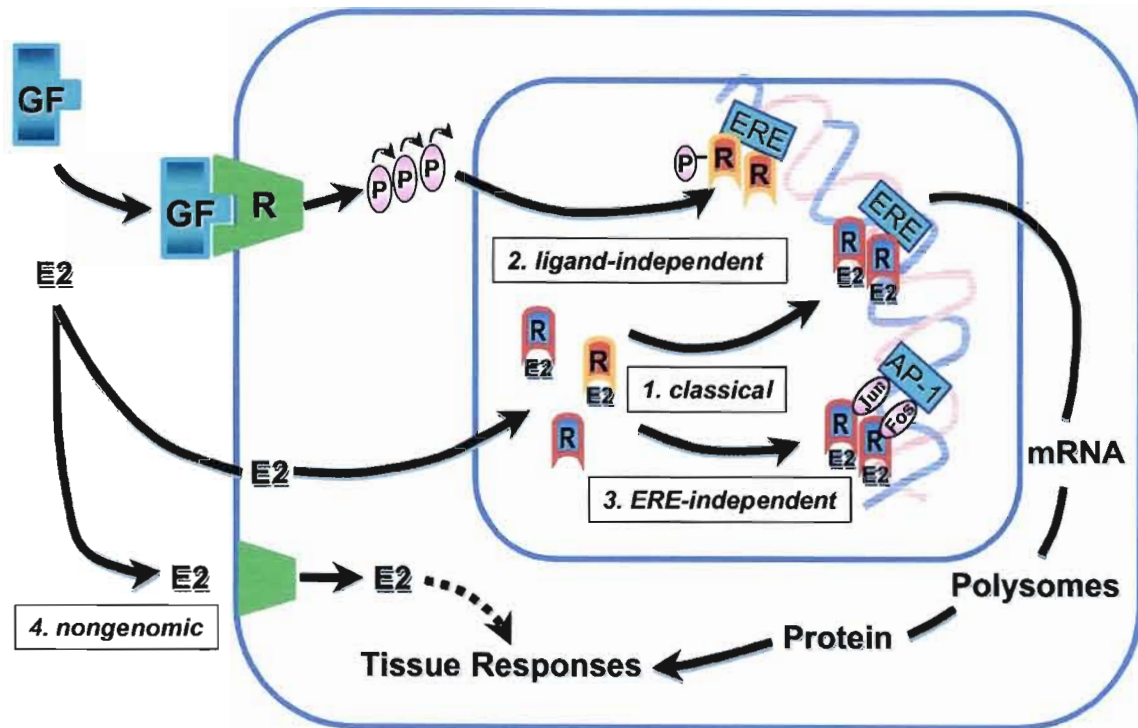 GF
GF
R
P
P
P
E2
ERE
P
R
R
2. ligand-independent
ERE
R
R
E2
E2
R
E2
R
E2
R
1. classical
AP-1
Jun
Fos
R
R
E2
E2
3. ERE-independent
E2
mRNA
E2
E2
4. nongenomic
Polysomes
Protein
Tissue Responses